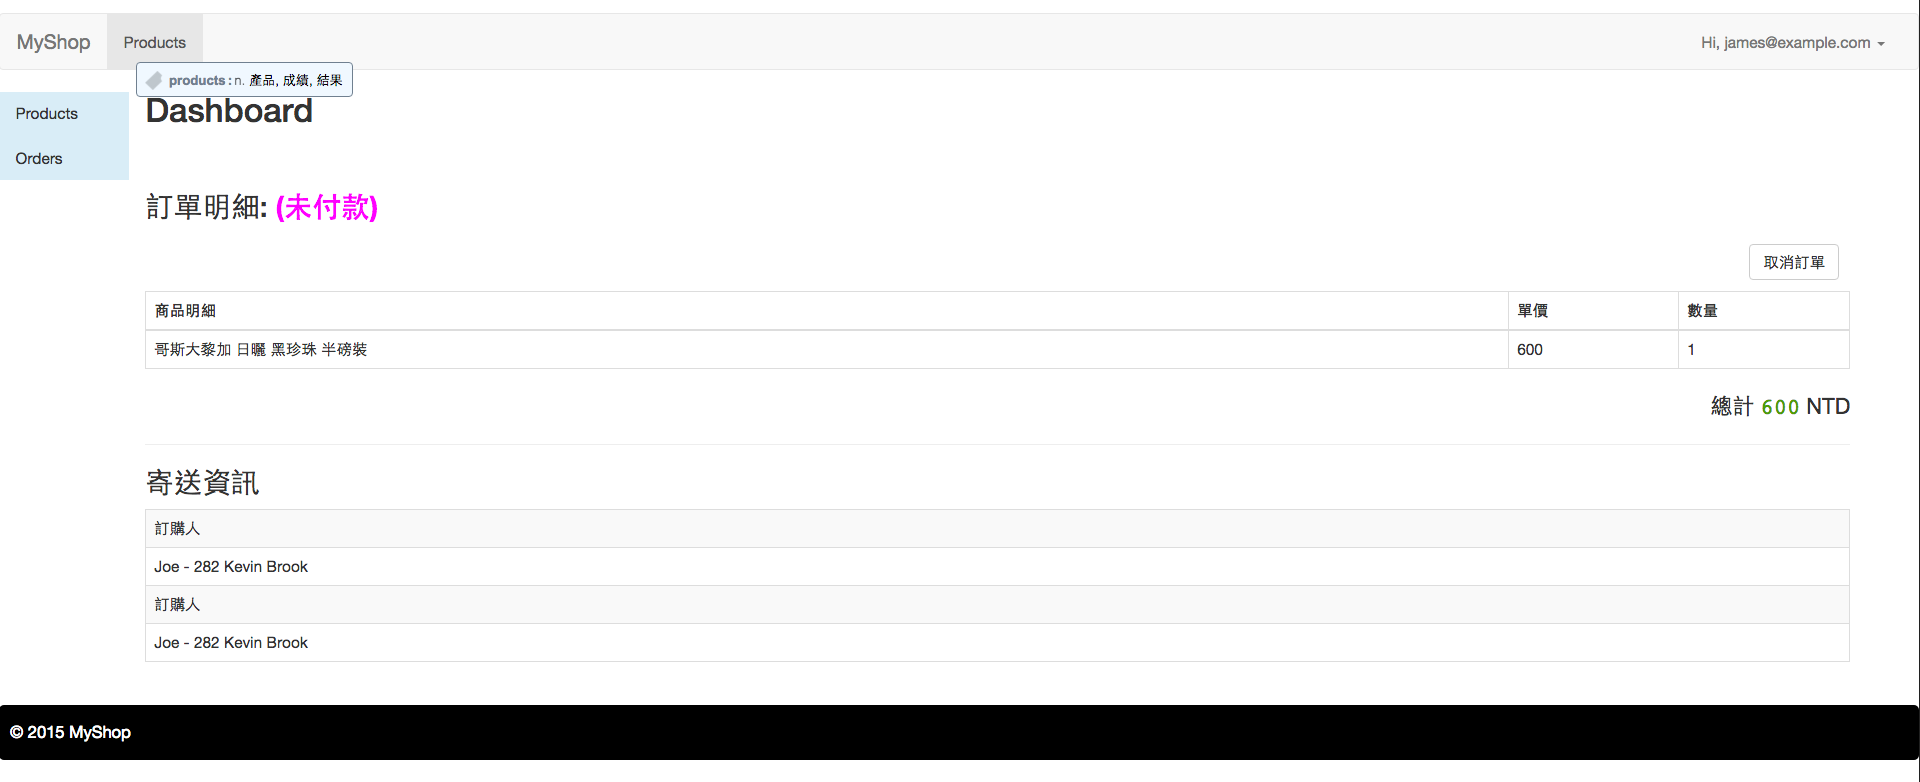 MyShop Products Hi, james@example.com
products : n. 產品, 成績, 結果
Products
Orders
Dashboard
訂單明細: (未付款)
取消訂單
商品明細 單價 數量
哥斯大黎加 日曬 黑珍珠 半磅裝 600 1
總計 600 NTD
寄送資訊
訂購人
Joe - 282 Kevin Brook
訂購人
Joe - 282 Kevin Brook
© 2015 MyShop